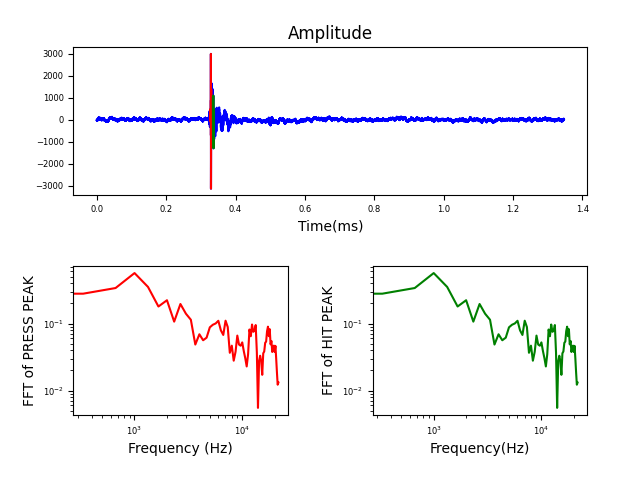 Amplitude
3000
2000
1000
0
−1000
−2000
−3000
0.0 0.2 0.4 0.6 0.8 1.0 1.2 1.4
Time(ms)
FFT of PRESS PEAK
10⁻¹
10⁻²
10³ 10⁴
Frequency (Hz)
FFT of HIT PEAK
10⁻¹
10⁻²
10³ 10⁴
Frequency(Hz)